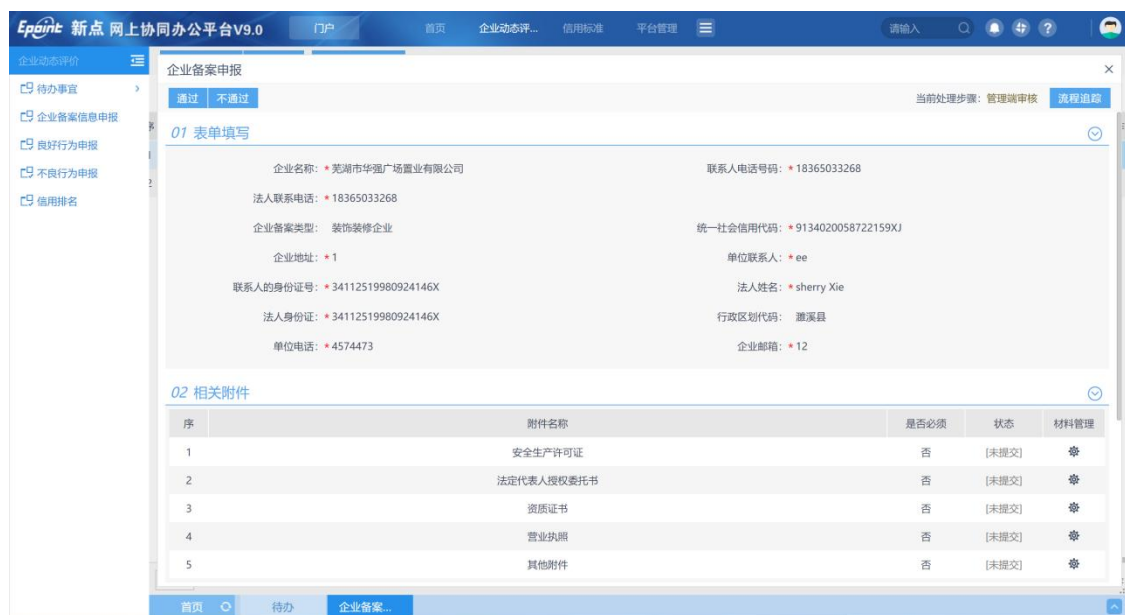 Epoint 新点 网上协同办公平台V9.0 门户 首页 企业动态评... 信用标准 平台管理 请输入
企业动态评价
待办事宜
企业备案信息申报
良好行为申报
不良行为申报
信用排名
企业备案申报
通过 不通过 当前处理步骤: 管理端审核 流程追踪
01 表单填写
企业名称: * 芜湖市华强广场置业有限公司 联系人电话号码: * 18365033268
法人联系电话: * 18365033268
企业备案类型: 装饰装修企业 统一社会信用代码: * 9134020058722159XJ
企业地址: * 1 单位联系人: * ee
联系人的身份证号: * 34112519980924146X 法人姓名: * sherry Xie
法人身份证: * 34112519980924146X 行政区划代码: 濉溪县
单位电话: * 4574473 企业邮箱: * 12
02 相关附件
序 附件名称 是否必须 状态 材料管理
1 安全生产许可证 否 [未提交]
2 法定代表人授权委托书 否 [未提交]
3 资质证书 否 [未提交]
4 营业执照 否 [未提交]
5 其他附件 否 [未提交]
首页 待办 企业备案...